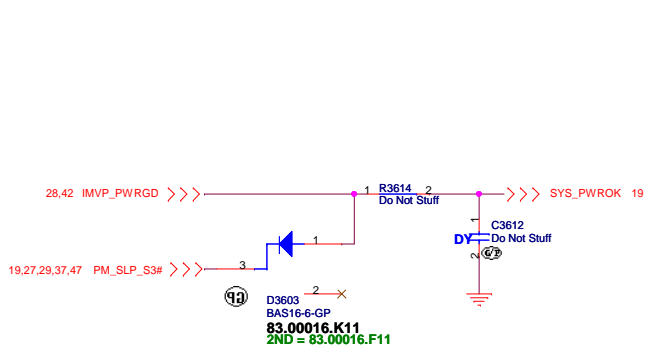 28,42 IMVP_PWRGD
1 R3614 2
Do Not Stuff
SYS_PWROK 19
1
C3612
DY
Do Not Stuff
2
G/P
1
19,27,29,37,47 PM_SLP_S3#
3
GP
2
D3603
BAS16-6-GP
83.00016.K11
2ND = 83.00016.F11